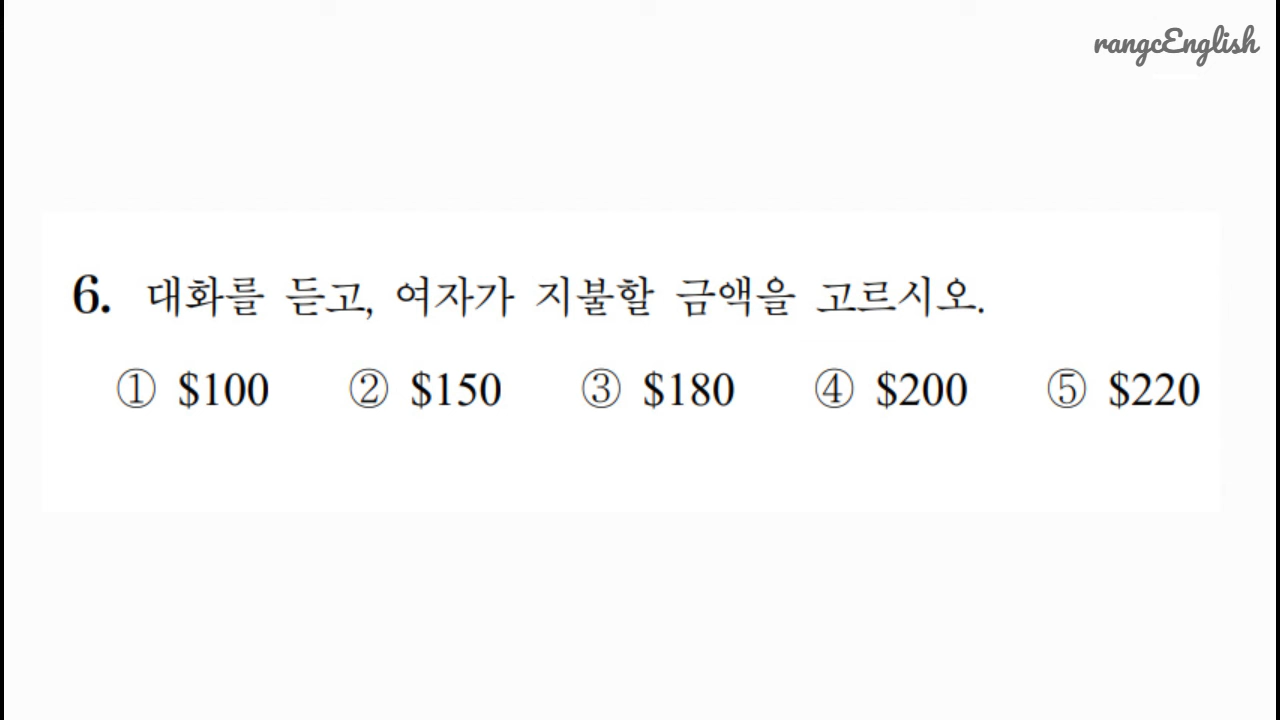 rangcEnglish
6. 대화를 듣고, 여자가 지불할 금액을 고르시오.
① $100 ② $150 ③ $180 ④ $200 ⑤ $220